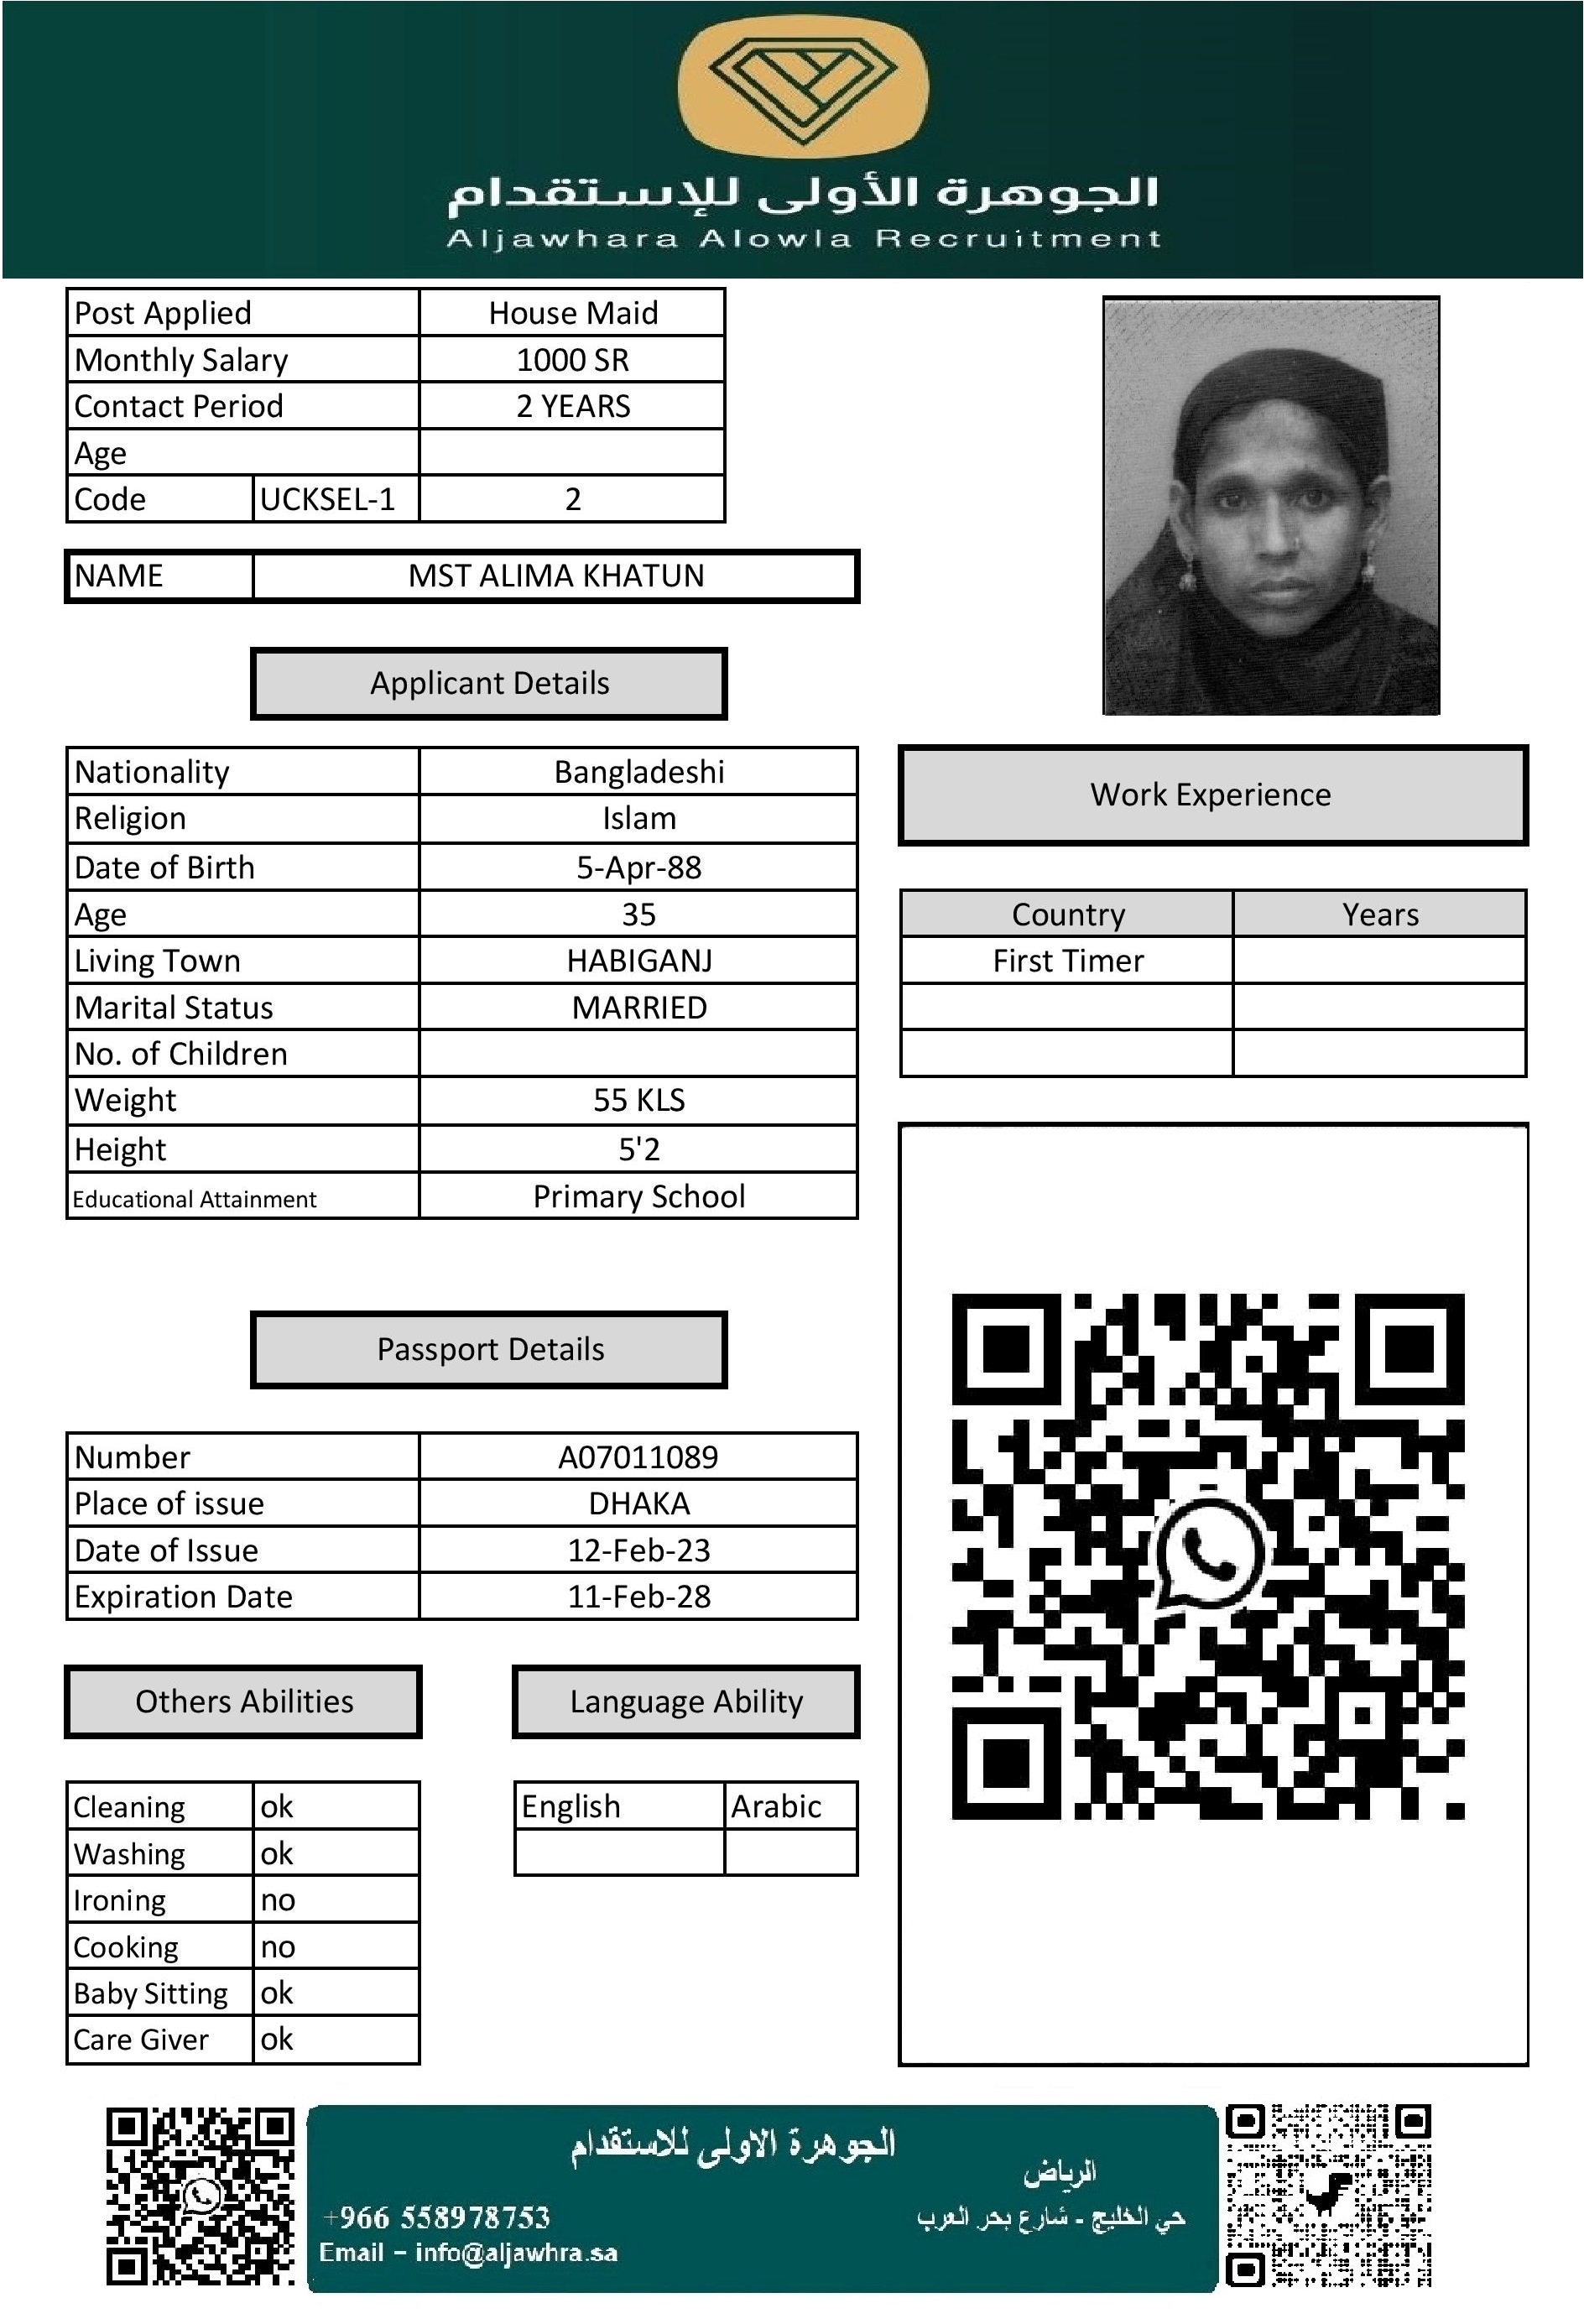 الجوهرة الأولى للإستقدام
Aljawhara Alowla Recruitment
Post Applied House Maid
Monthly Salary 1000 SR
Contact Period 2 YEARS
Age
Code UCKSEL-1 2
NAME MST ALIMA KHATUN
Applicant Details
Nationality Bangladeshi
Religion Islam
Date of Birth 5-Apr-88
Age 35
Living Town HABIGANJ
Marital Status MARRIED
No. of Children
Weight 55 KLS
Height 5'2
Educational Attainment Primary School
Work Experience
Country Years
First Timer
Passport Details
Number A07011089
Place of issue DHAKA
Date of Issue 12-Feb-23
Expiration Date 11-Feb-28
Others Abilities
Cleaning ok
Washing ok
Ironing no
Cooking no
Baby Sitting ok
Care Giver ok
Language Ability
English Arabic
الجوهرة الاولى للاستقدام
الرياض
حي الخليج - شارع بحر العرب
+966 558978753
Email – info@aljawhra.sa